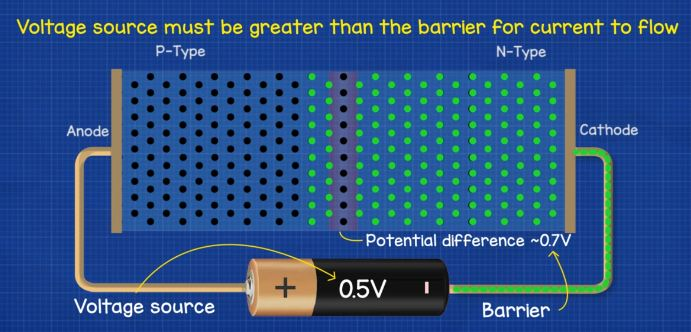 Voltage source must be greater than the barrier for current to flow
P-Type
N-Type
Anode
Cathode
Potential difference ~0.7V
+ 0.5V -
Voltage source
Barrier